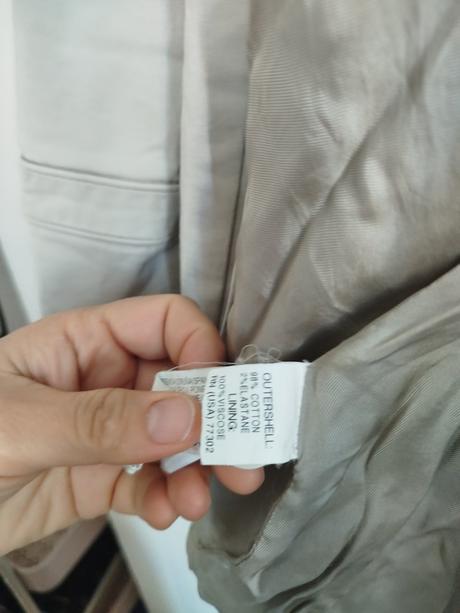 OUTERSHELL:
98% COTTON
2% ELASTANE
LINING:
100% VISCOSE
RN (USA) 77302